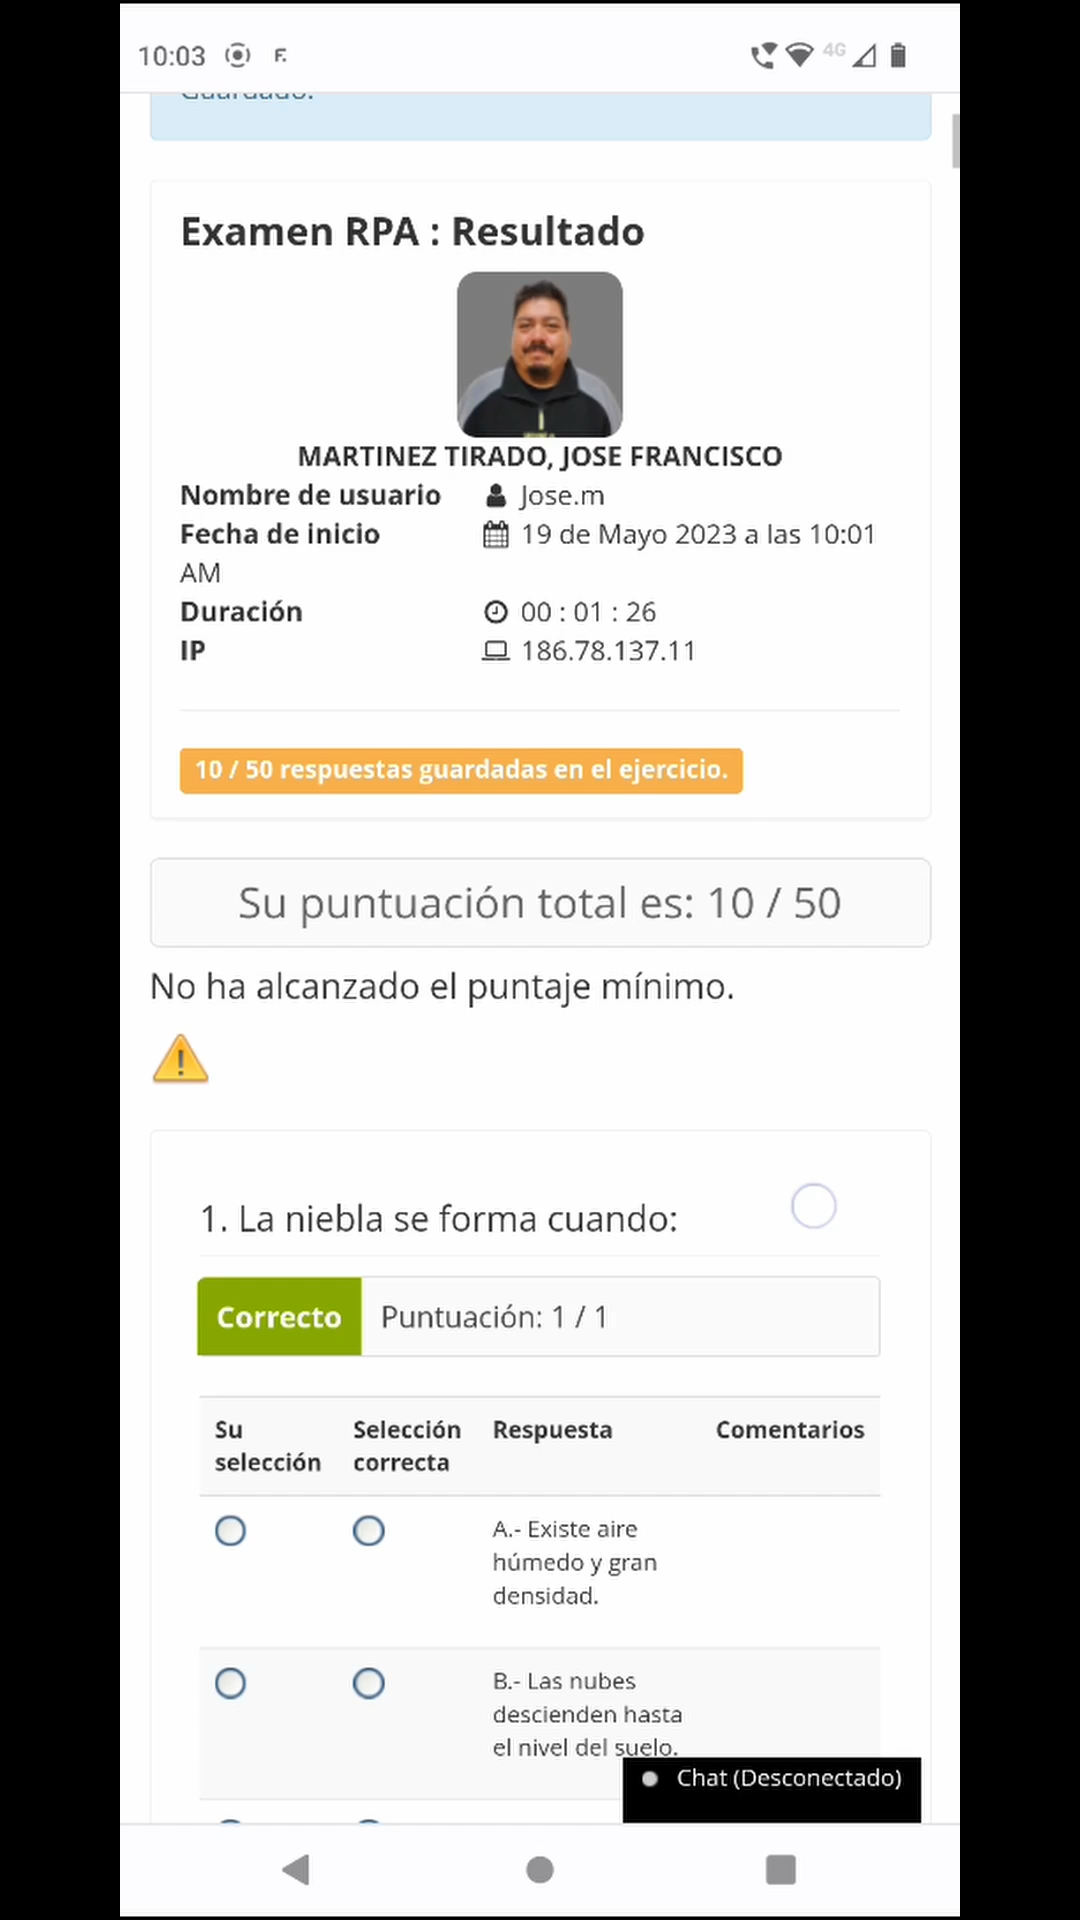 10:03
4G
Guardado.
Examen RPA : Resultado
MARTINEZ TIRADO, JOSE FRANCISCO
Nombre de usuario Jose.m
Fecha de inicio 19 de Mayo 2023 a las 10:01
AM
Duración 00 : 01 : 26
IP 186.78.137.11
10 / 50 respuestas guardadas en el ejercicio.
Su puntuación total es: 10 / 50
No ha alcanzado el puntaje mínimo.
1. La niebla se forma cuando:
Correcto Puntuación: 1 / 1
Su selección Selección correcta Respuesta Comentarios
A.- Existe aire
húmedo y gran
densidad.
B.- Las nubes
descienden hasta
el nivel del suelo.
Chat (Desconectado)